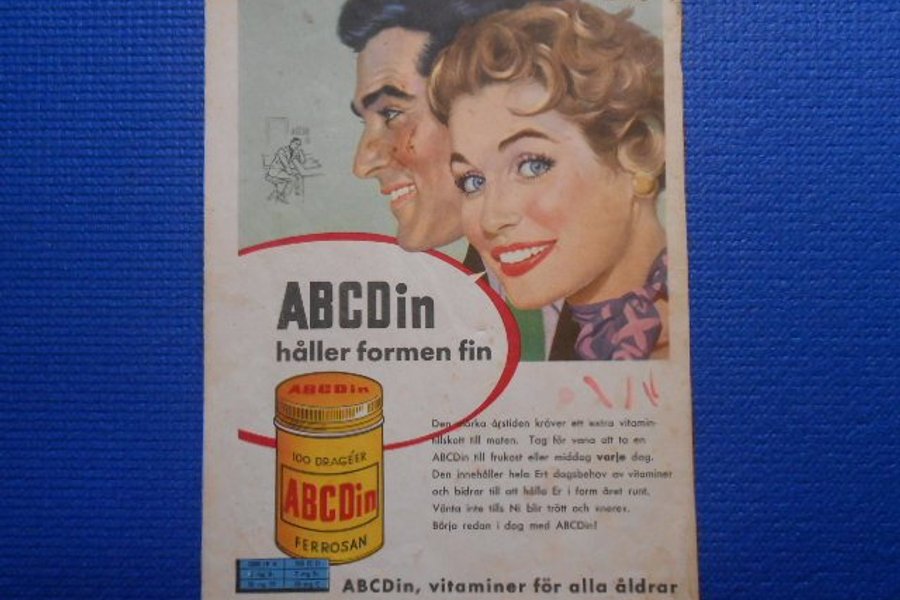 ABCDin
håller formen fin
ABCDin
100 DRAGÉER
ABCDin
FERROSAN
Den mörka årstiden kräver ett extra vitamin-
tillskott till maten. Tag för vana att ta en
ABCDin till frukost eller middag varje dag.
Den innehåller hela Ert dagsbehov av vitaminer
och bidrar till att hålla Er i form året runt.
Vänta inte tills Ni blir trött och
Börja redan i dag med ABCDin!
ABCDin, vitaminer för alla åldrar